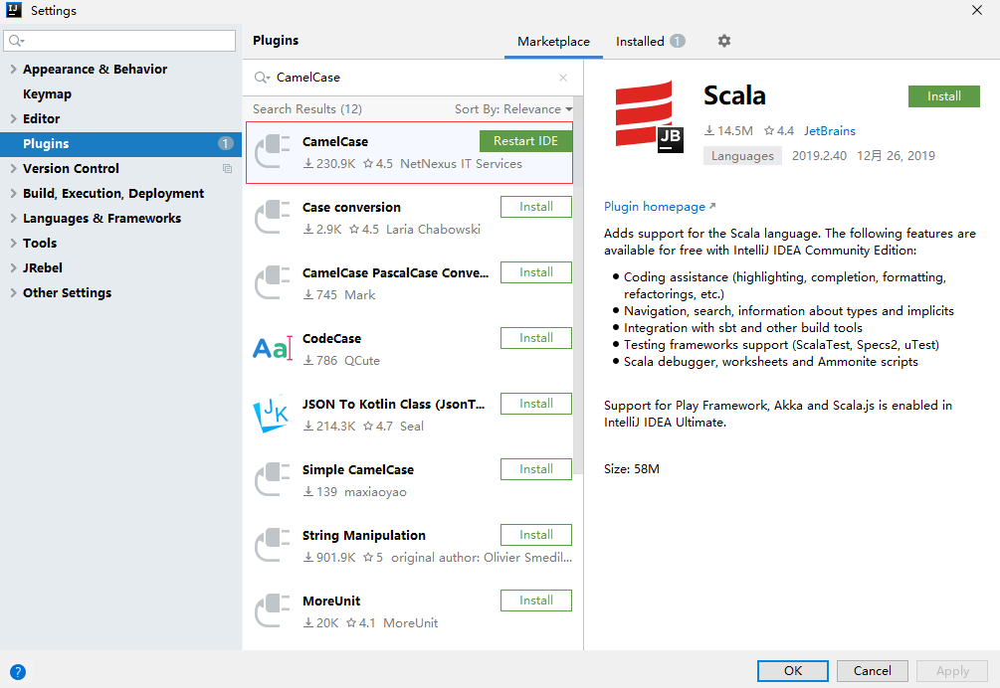 Settings
Plugins
Marketplace
Installed 1
Appearance & Behavior
Keymap
Editor
Plugins 1
Version Control
Build, Execution, Deployment
Languages & Frameworks
Tools
JRebel
Other Settings
CamelCase
Search Results (12) Sort By: Relevance
CamelCase Restart IDE
230.9K 4.5 NetNexus IT Services
Case conversion Install
2.9K 4.5 Laria Chabowski
CamelCase PascalCase Conve... Install
745 Mark
CodeCase Install
786 QCute
JSON To Kotlin Class (JsonT... Install
214.3K 4.7 Seal
Simple CamelCase Install
139 maxiaoyao
String Manipulation Install
901.9K 5 original author: Olivier Smedil...
MoreUnit Install
20K 4.1 MoreUnit
JB
Scala Install
14.5M 4.4 JetBrains
Languages 2019.2.40 12月 26, 2019
Plugin homepage
Adds support for the Scala language. The following features are
available for free with IntelliJ IDEA Community Edition:
Coding assistance (highlighting, completion, formatting,
refactorings, etc.)
Navigation, search, information about types and implicits
Integration with sbt and other build tools
Testing frameworks support (ScalaTest, Specs2, uTest)
Scala debugger, worksheets and Ammonite scripts
Support for Play Framework, Akka and Scala.js is enabled in
IntelliJ IDEA Ultimate.
Size: 58M
? OK Cancel Apply